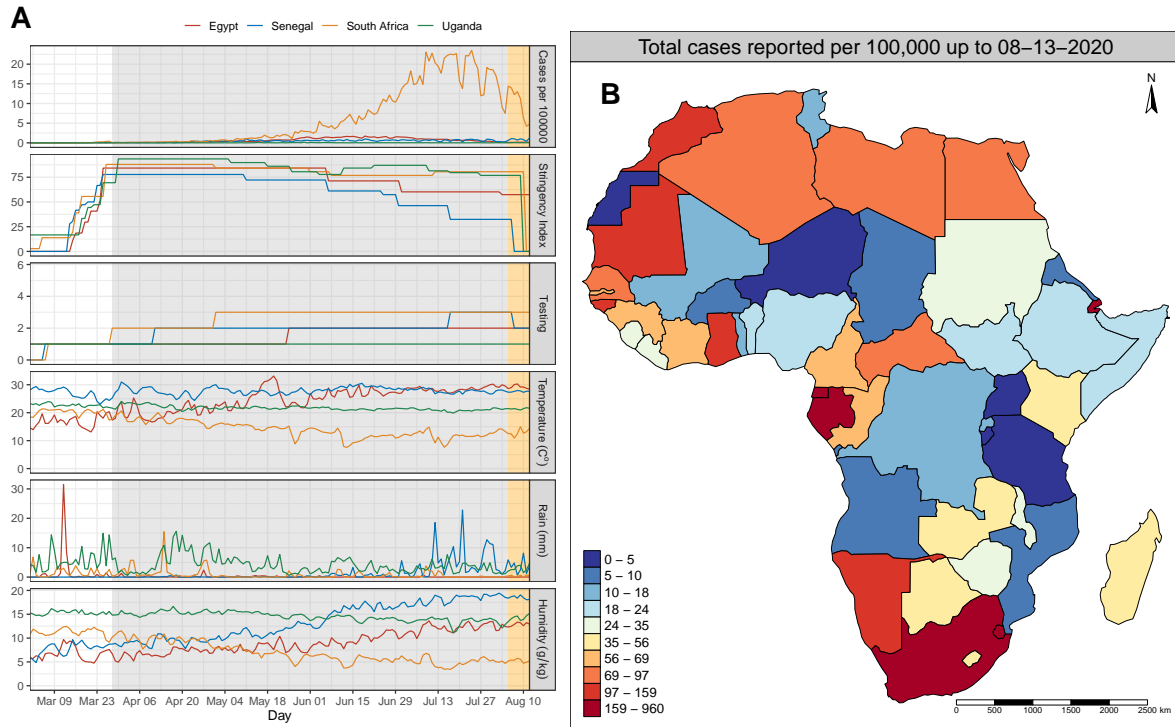 A
Egypt Senegal South Africa Uganda
Cases per 100000
20
15
10
5
0
Stringency Index
75
50
25
0
Testing
6
4
2
0
Temperature (C°)
30
20
10
0
Rain (mm)
30
20
10
0
Humidity (g/kg)
20
15
10
5
0
Mar 09 Mar 23 Apr 06 Apr 20 May 04 May 18 Jun 01 Jun 15 Jun 29 Jul 13 Jul 27 Aug 10
Day
Total cases reported per 100,000 up to 08−13−2020
B
N
0 − 5
5 − 10
10 − 18
18 − 24
24 − 35
35 − 56
56 − 69
69 − 97
97 − 159
159 − 960
0 500 1000 1500 2000 2500 km